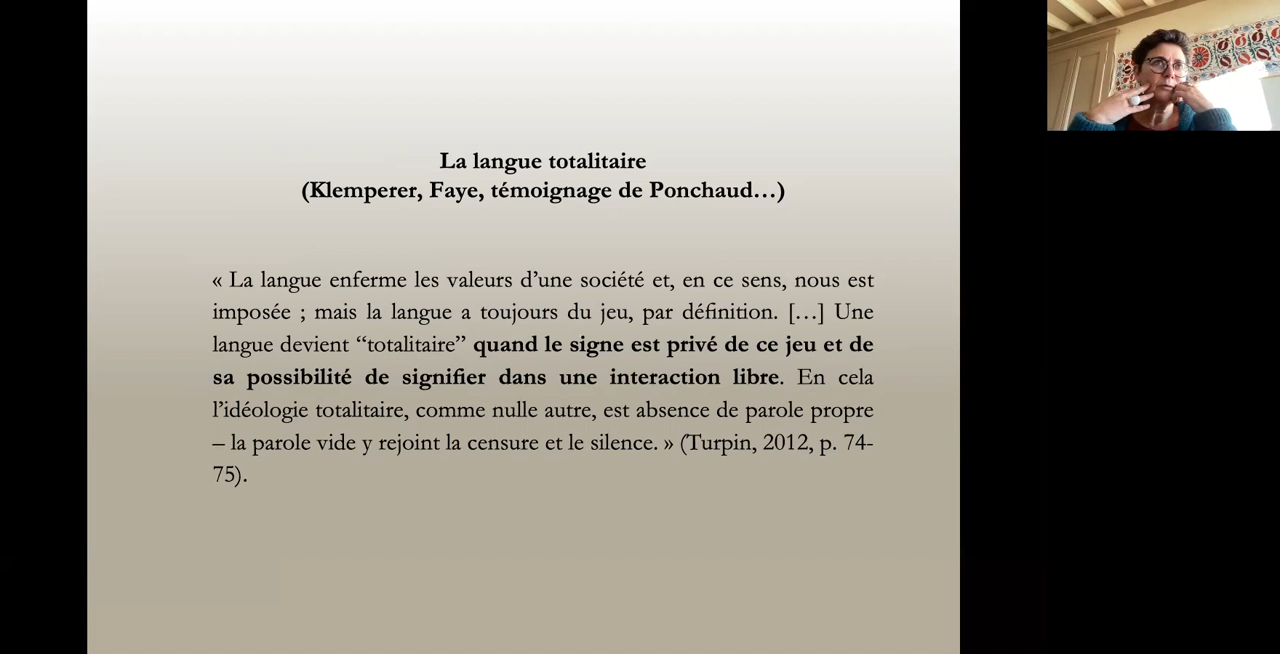 La langue totalitaire
(Klemperer, Faye, témoignage de Ponchaud…)
« La langue enferme les valeurs d’une société et, en ce sens, nous est
imposée ; mais la langue a toujours du jeu, par définition. […] Une
langue devient “totalitaire” quand le signe est privé de ce jeu et de
sa possibilité de signifier dans une interaction libre. En cela
l’idéologie totalitaire, comme nulle autre, est absence de parole propre
– la parole vide y rejoint la censure et le silence. » (Turpin, 2012, p. 74-
75).